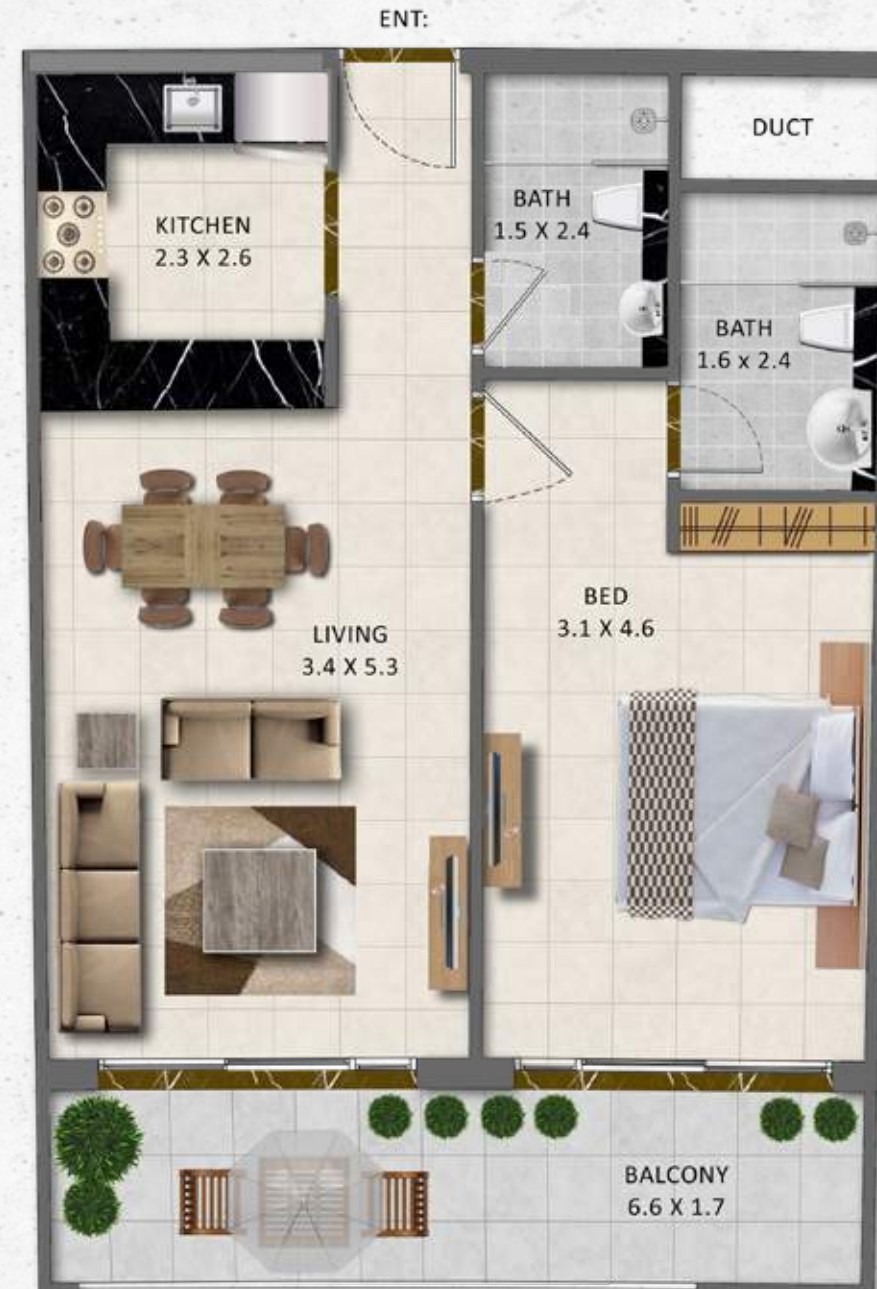 ENT:
DUCT
KITCHEN
2.3 X 2.6
BATH
1.5 X 2.4
BATH
1.6 x 2.4
LIVING
3.4 X 5.3
BED
3.1 X 4.6
BALCONY
6.6 X 1.7